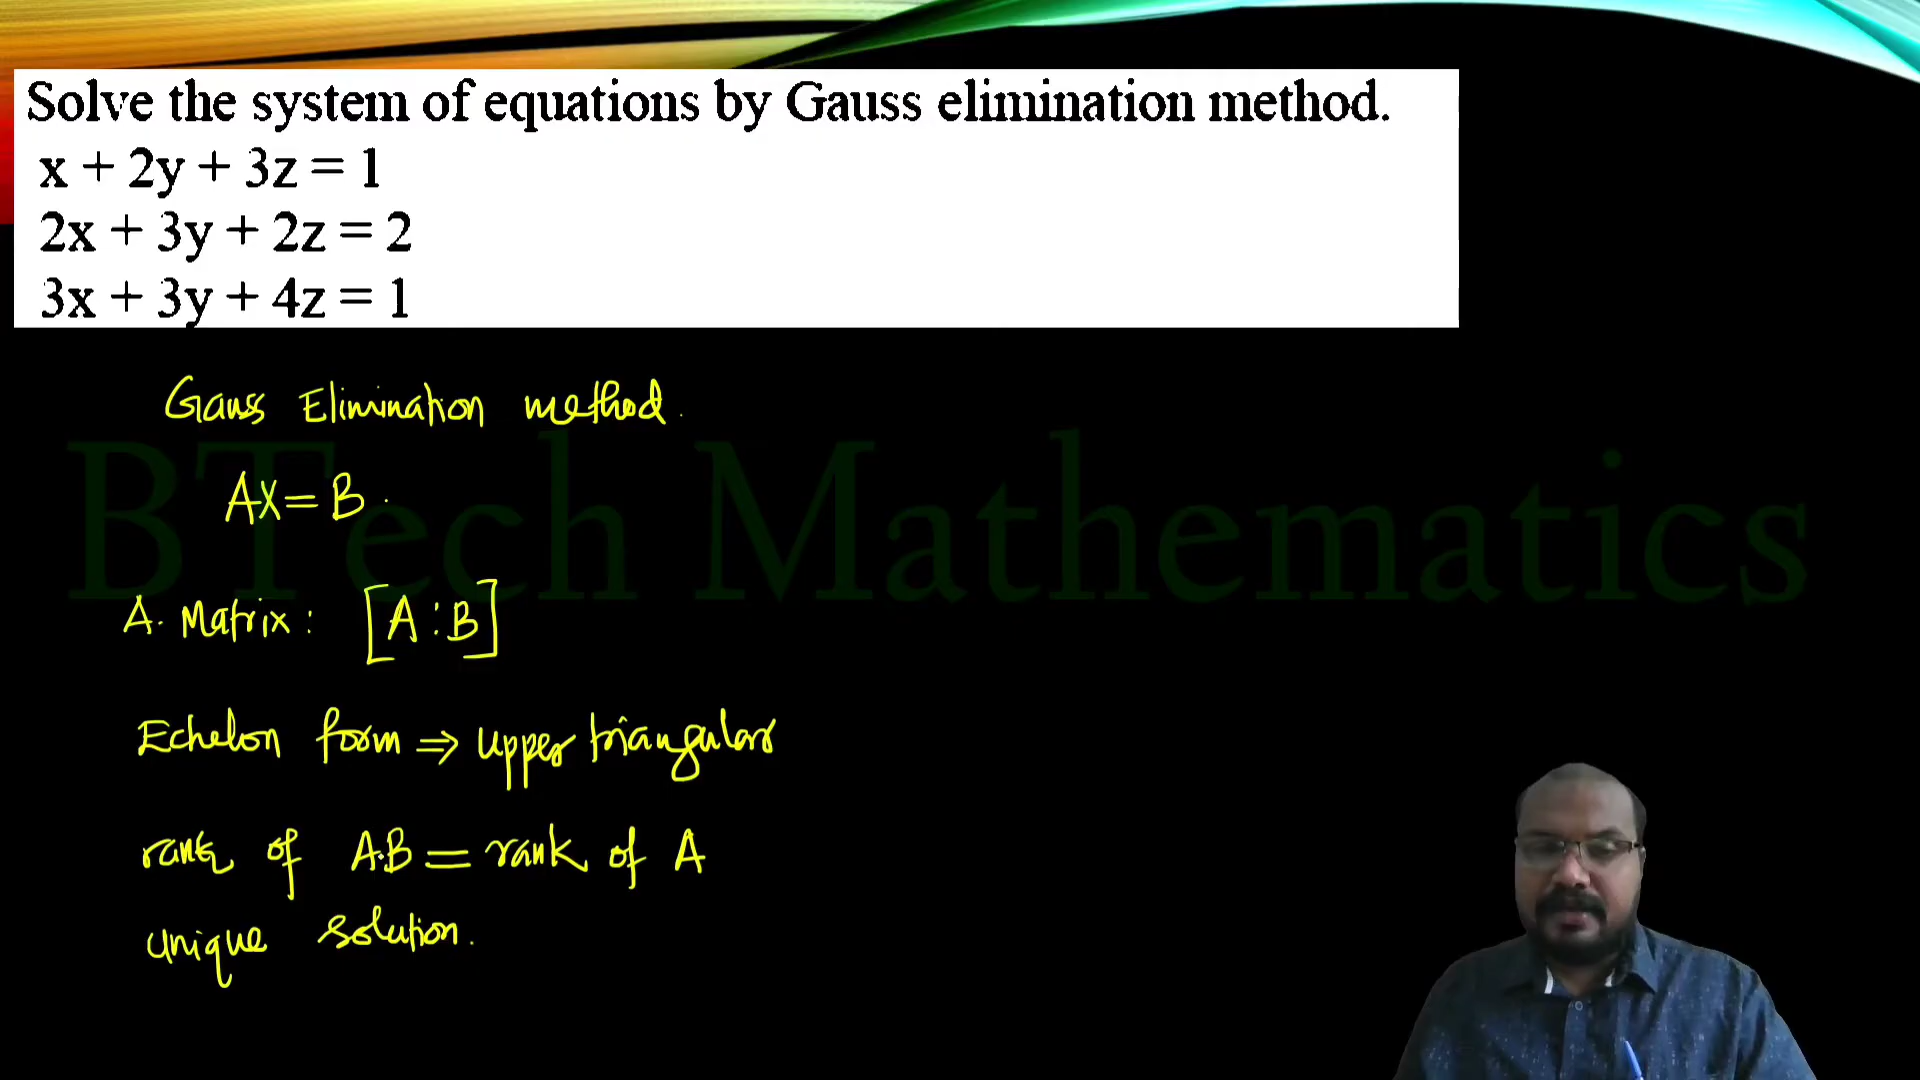 Solve the system of equations by Gauss elimination method.
x + 2y + 3z = 1
2x + 3y + 2z = 2
3x + 3y + 4z = 1
Gauss Elimination method.
AX = B.
BTech Mathematics
A. Matrix: [A : B]
Echelon form ⇒ upper triangular
rank of A.B = rank of A
unique solution.